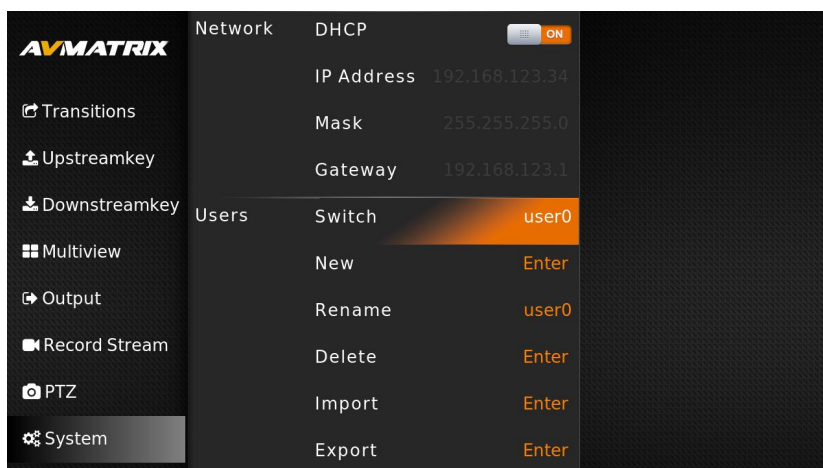 AVMATRIX
Transitions
Upstreamkey
Downstreamkey
Multiview
Output
Record Stream
PTZ
System
Network DHCP ON
IP Address 192.168.123.34
Mask 255.255.255.0
Gateway 192.168.123.1
Users Switch user0
New Enter
Rename user0
Delete Enter
Import Enter
Export Enter